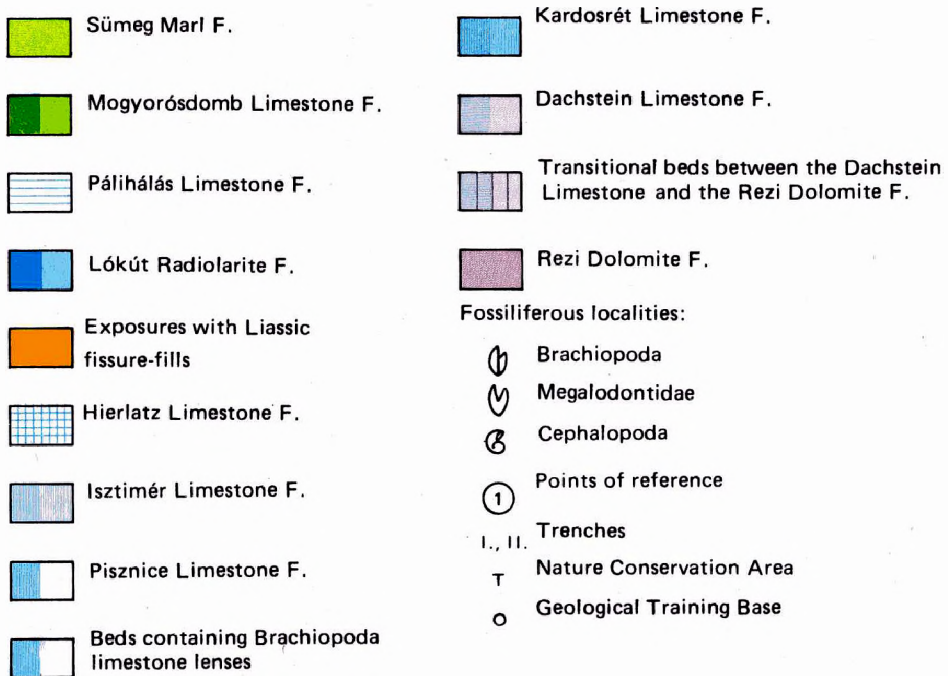 Sümeg Marl F.
Mogyorósdomb Limestone F.
Pálihálás Limestone F.
Lókút Radiolarite F.
Exposures with Liassic
fissure-fills
Hierlatz Limestone F.
Isztimér Limestone F.
Pisznice Limestone F.
Beds containing Brachiopoda
limestone lenses
Kardosrét Limestone F.
Dachstein Limestone F.
Transitional beds between the Dachstein
Limestone and the Rezi Dolomite F.
Rezi Dolomite F.
Fossiliferous localities:
Brachiopoda
Megalodontidae
Cephalopoda
1 Points of reference
I., II. Trenches
T Nature Conservation Area
Geological Training Base